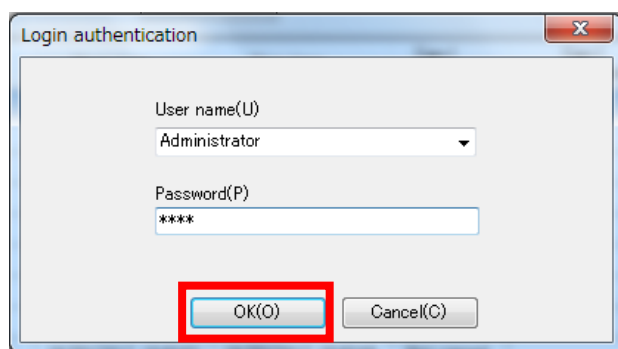 Login authentication
User name(U)
Administrator
Password(P)
****
OK(O) Cancel(C)